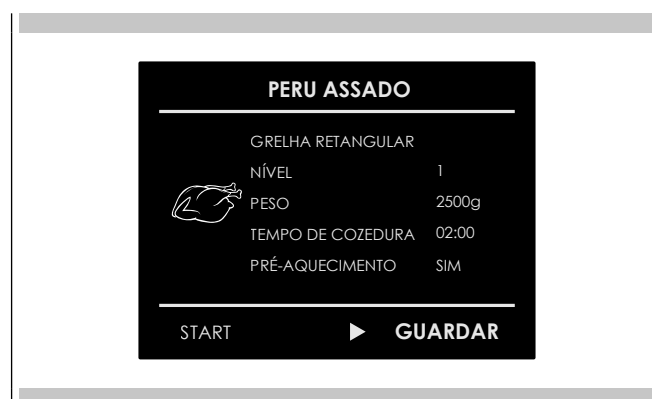 PERU ASSADO
GRELHA RETANGULAR
NÍVEL 1
PESO 2500g
TEMPO DE COZEDURA 02:00
PRÉ-AQUECIMENTO SIM
START ▶ GUARDAR